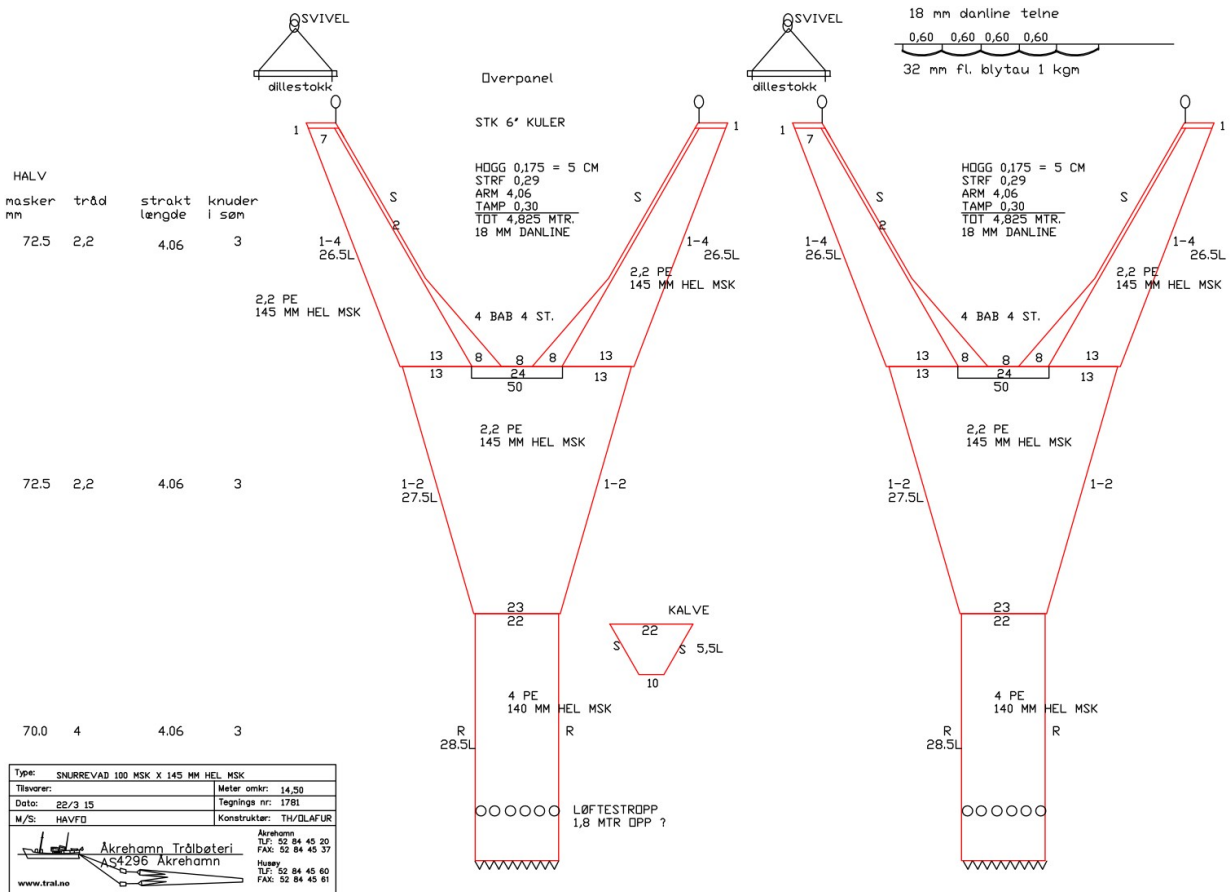 SVIVEL
dillestokk
Overpanel
STK 6" KULER
1
7
1
HOGG 0,175 = 5 CM
STRF 0,29
ARM 4,06
TAMP 0,30
TOT 4,825 MTR.
18 MM DANLINE
S
2
S
HALV
masker tråd strakt knuder
mm længde i søm
72.5 2,2 4.06 3
1-4
26.5L
1-4
26.5L
2,2 PE
145 MM HEL MSK
2,2 PE
145 MM HEL MSK
4 BAB 4 ST.
13 8 8 8 13
13 24 13
50
2,2 PE
145 MM HEL MSK
72.5 2,2 4.06 3
1-2
27.5L
1-2
23
22
KALVE
22
S S 5,5L
10
4 PE
140 MM HEL MSK
70.0 4 4.06 3
R
28.5L
R
LØFTESTROPP
1,8 MTR OPP ?
SVIVEL
dillestokk
18 mm danline telne
0,60 0,60 0,60 0,60
32 mm fl. blytau 1 kgm
1
7
1
HOGG 0,175 = 5 CM
STRF 0,29
ARM 4,06
TAMP 0,30
TOT 4,825 MTR.
18 MM DANLINE
S
2
S
1-4
26.5L
1-4
26.5L
2,2 PE
145 MM HEL MSK
4 BAB 4 ST.
13 8 8 8 13
13 24 13
50
2,2 PE
145 MM HEL MSK
1-2
27.5L
1-2
23
22
4 PE
140 MM HEL MSK
R
28.5L
R
Type: SNURREVAD 100 MSK X 145 MM HEL MSK
Tilsvarer: Meter omkr: 14,50
Dato: 22/3 15 Tegnings nr: 1781
M/S: HAVFO Konstruktør: TH/OLAFUR
Åkrehamn Trålbøteri
AS4296 Åkrehamn
www.tral.no
Åkrehamn
TLF: 52 84 45 20
FAX: 52 84 45 37
Husøy
TLF: 52 84 45 60
FAX: 52 84 45 61